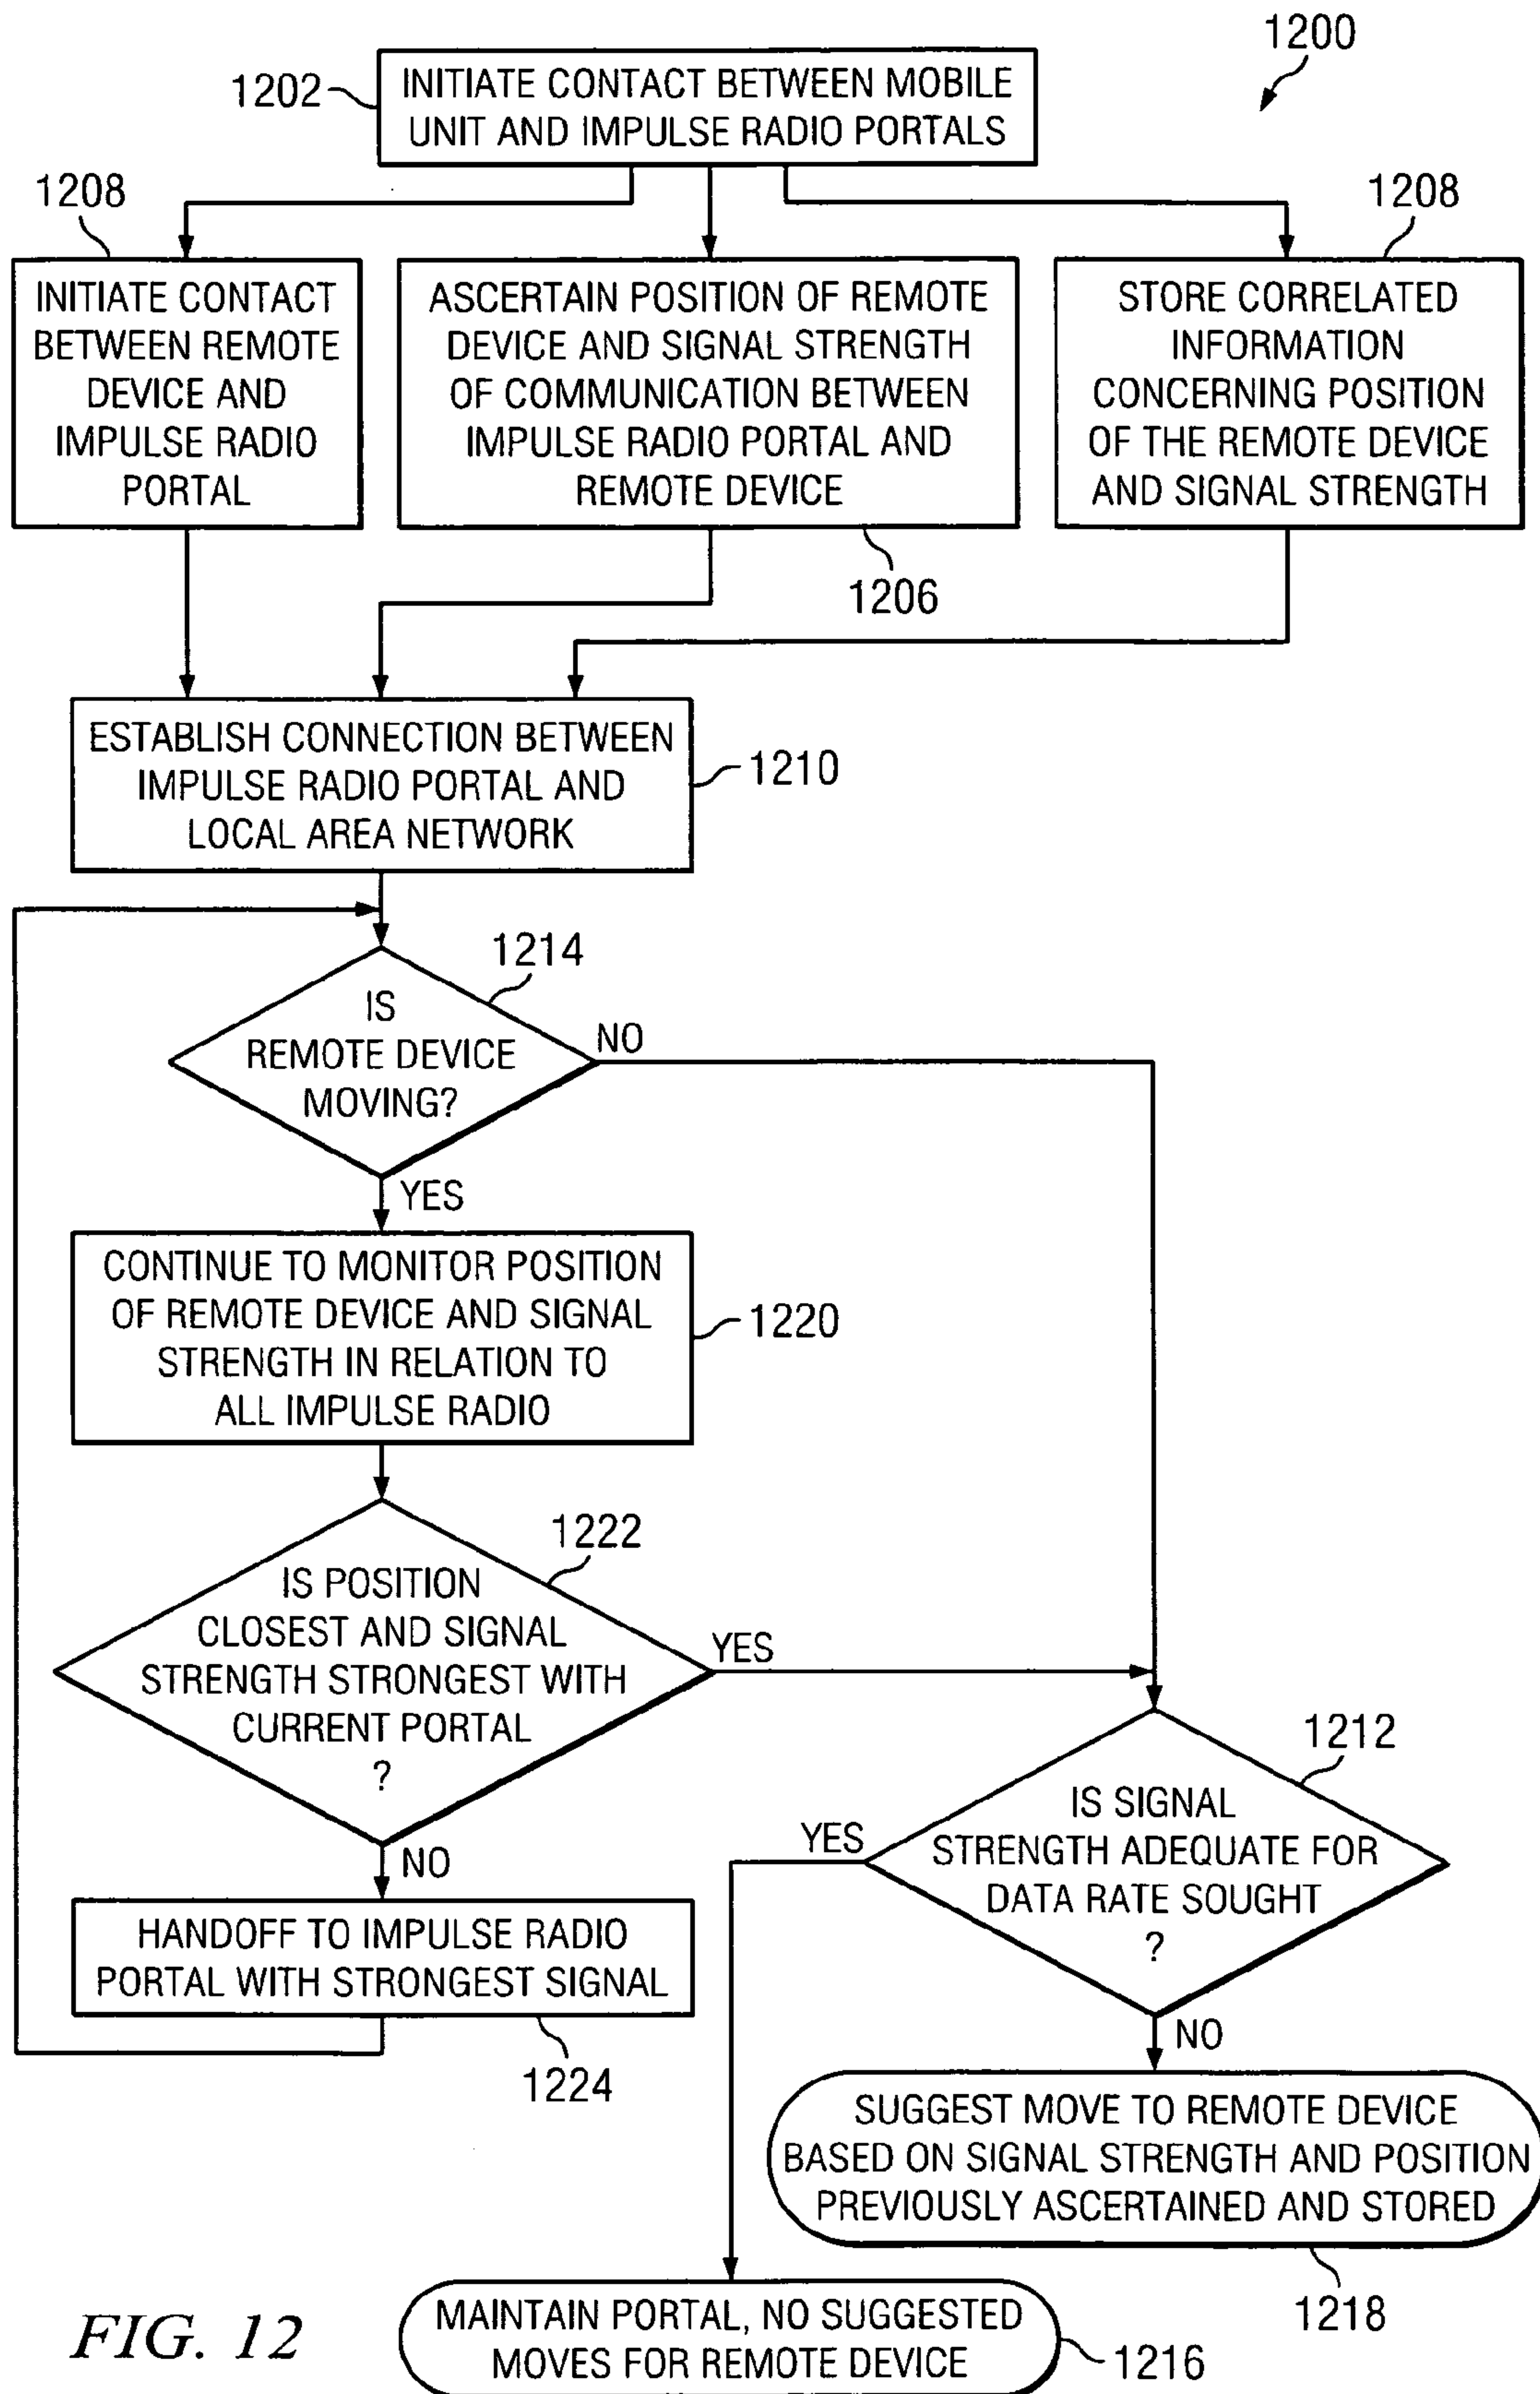 1200
1202
INITIATE CONTACT BETWEEN MOBILE
UNIT AND IMPULSE RADIO PORTALS
1208
1208
INITIATE CONTACT
BETWEEN REMOTE
DEVICE AND
IMPULSE RADIO
PORTAL
ASCERTAIN POSITION OF REMOTE
DEVICE AND SIGNAL STRENGTH
OF COMMUNICATION BETWEEN
IMPULSE RADIO PORTAL AND
REMOTE DEVICE
STORE CORRELATED
INFORMATION
CONCERNING POSITION
OF THE REMOTE DEVICE
AND SIGNAL STRENGTH
1206
ESTABLISH CONNECTION BETWEEN
IMPULSE RADIO PORTAL AND
LOCAL AREA NETWORK
1210
1214
IS
REMOTE DEVICE
MOVING?
NO
YES
CONTINUE TO MONITOR POSITION
OF REMOTE DEVICE AND SIGNAL
STRENGTH IN RELATION TO
ALL IMPULSE RADIO
1220
1222
IS POSITION
CLOSEST AND SIGNAL
STRENGTH STRONGEST WITH
CURRENT PORTAL
?
YES
NO
1212
IS SIGNAL
STRENGTH ADEQUATE FOR
DATA RATE SOUGHT
?
YES
NO
HANDOFF TO IMPULSE RADIO
PORTAL WITH STRONGEST SIGNAL
1224
SUGGEST MOVE TO REMOTE DEVICE
BASED ON SIGNAL STRENGTH AND POSITION
PREVIOUSLY ASCERTAINED AND STORED
1218
MAINTAIN PORTAL, NO SUGGESTED
MOVES FOR REMOTE DEVICE
1216
FIG. 12